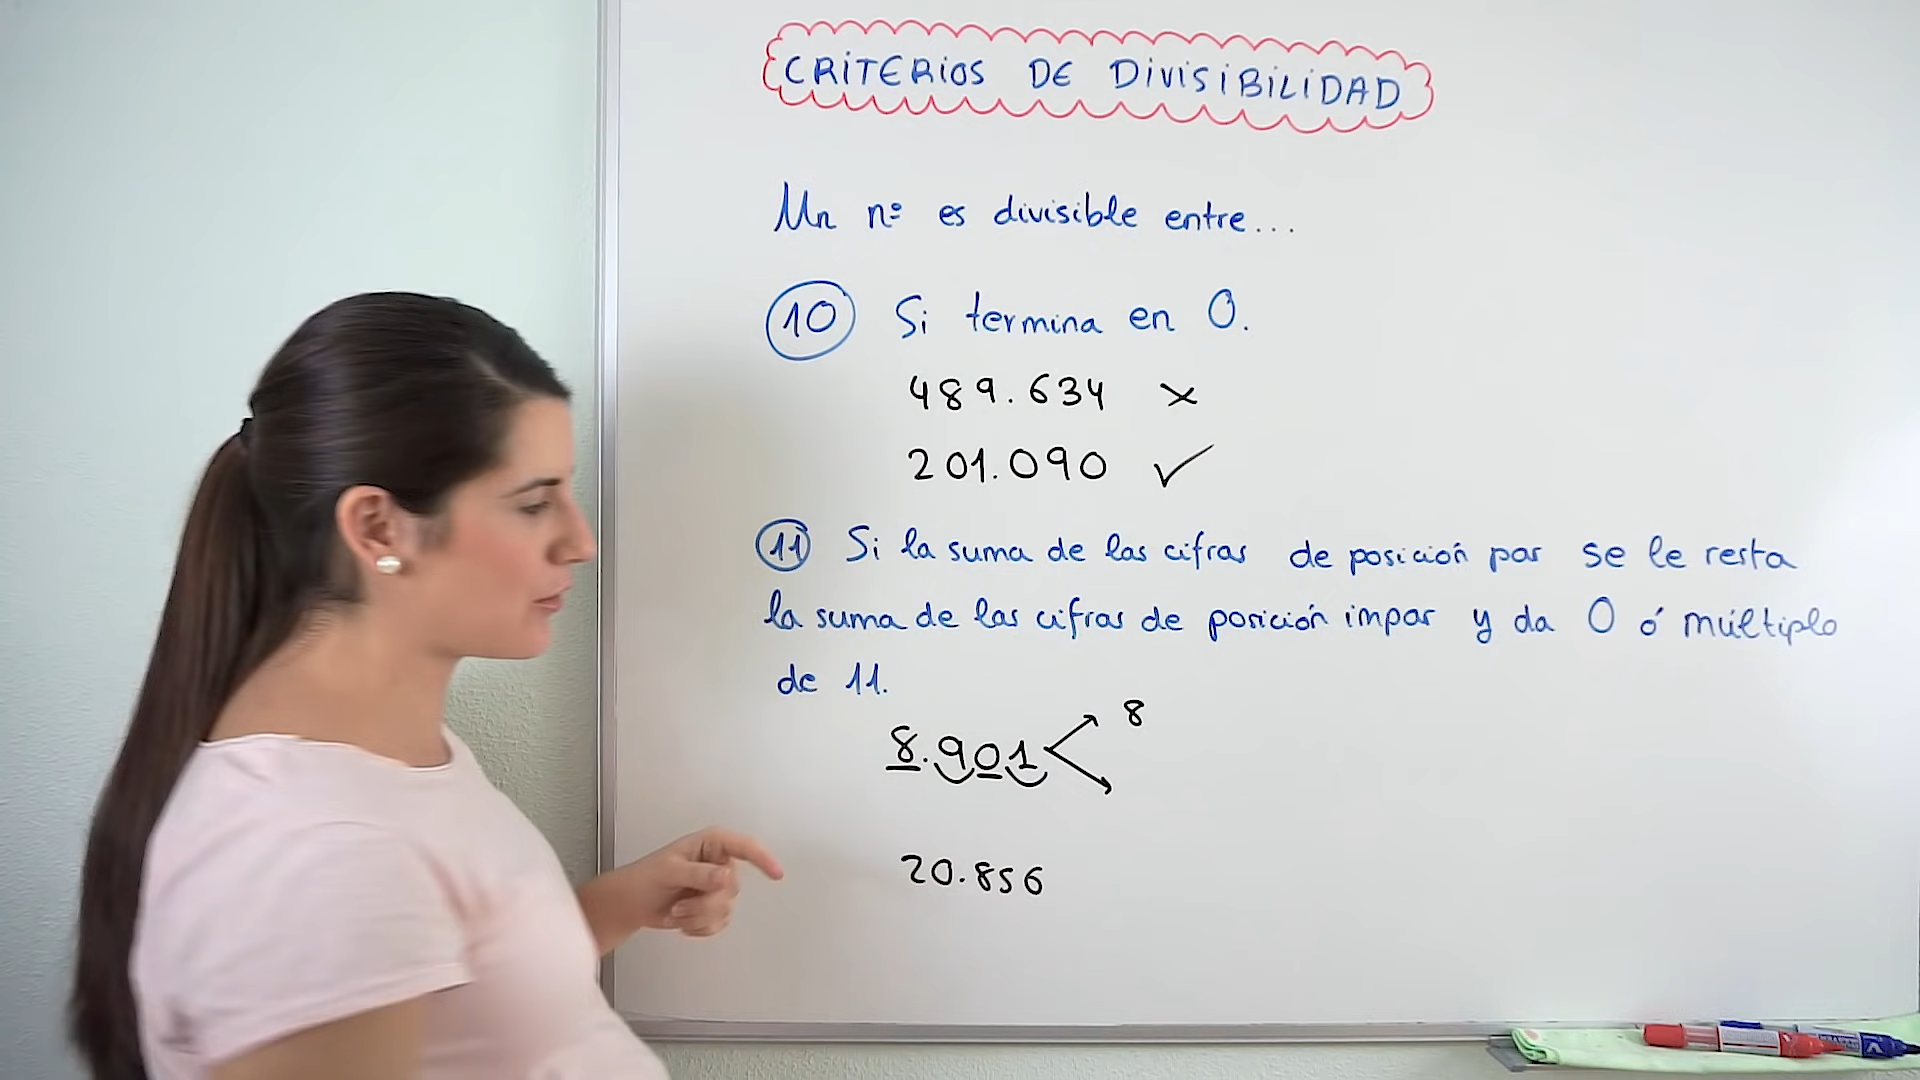 CRITERIOS DE DIVISIBILIDAD
Un nº es divisible entre...
10 Si termina en 0.
489.634 ×
201.090 ✓
11 Si la suma de las cifras de posición par se le resta
la suma de las cifras de posición impar y da 0 ó múltiplo
de 11.
8
8.901
20.856